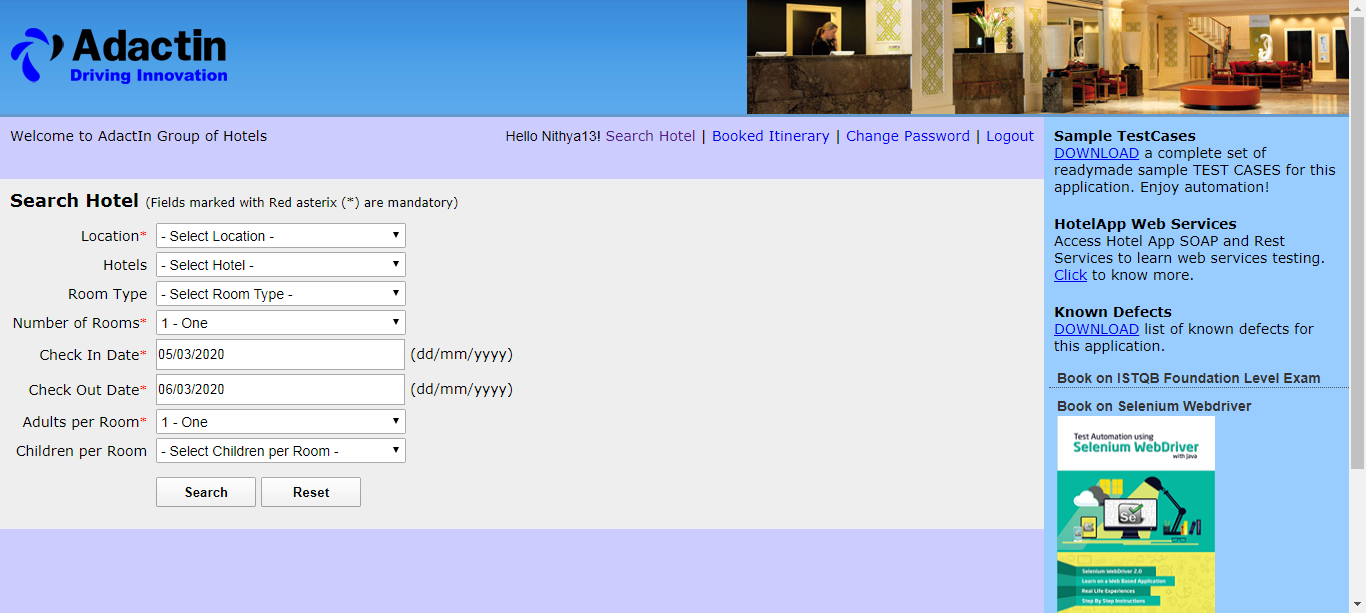 Adactin
Driving Innovation
Welcome to AdactIn Group of Hotels
Hello Nithya13! Search Hotel | Booked Itinerary | Change Password | Logout
Search Hotel (Fields marked with Red asterix (*) are mandatory)
Location* - Select Location -
Hotels - Select Hotel -
Room Type - Select Room Type -
Number of Rooms* 1 - One
Check In Date* 05/03/2020 (dd/mm/yyyy)
Check Out Date* 06/03/2020 (dd/mm/yyyy)
Adults per Room* 1 - One
Children per Room - Select Children per Room -
Search Reset
Sample TestCases
DOWNLOAD a complete set of
readymade sample TEST CASES for this
application. Enjoy automation!
HotelApp Web Services
Access Hotel App SOAP and Rest
Services to learn web services testing.
Click to know more.
Known Defects
DOWNLOAD list of known defects for
this application.
Book on ISTQB Foundation Level Exam
Book on Selenium Webdriver
Test Automation using
Selenium WebDriver
with Java
Se
Selenium WebDriver 2.0
Learn on a Web Based Application
Real Life Experiences
Step By Step Instructions